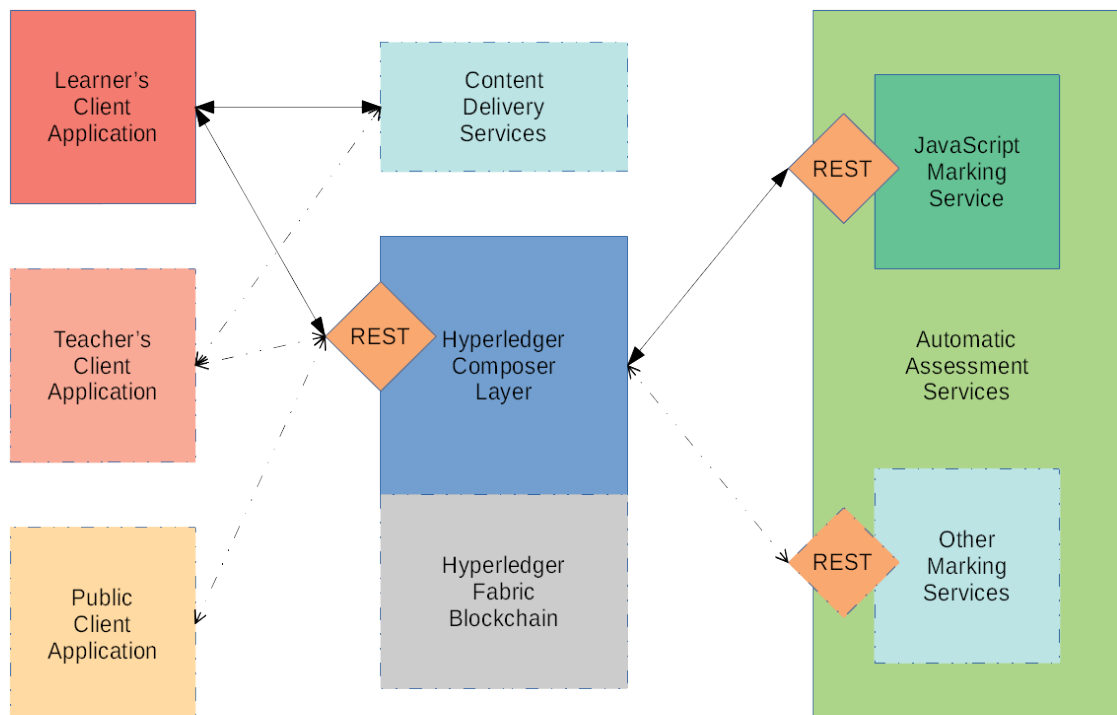 Learner’s
Client
Application
Content
Delivery
Services
REST
JavaScript
Marking
Service
Teacher’s
Client
Application
REST
Hyperledger
Composer
Layer
Automatic
Assessment
Services
Public
Client
Application
Hyperledger
Fabric
Blockchain
REST
Other
Marking
Services